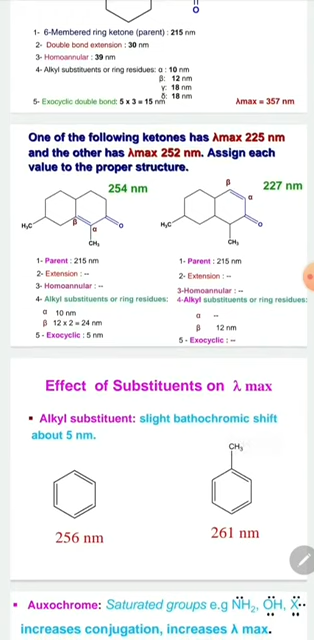 O
1- 6-Membered ring ketone (parent) : 215 nm
2- Double bond extension : 30 nm
3- Homoannular : 39 nm
4- Alkyl substituents or ring residues: α : 10 nm
β: 12 nm
γ: 18 nm
δ: 18 nm
5- Exocyclic double bond: 5 x 3 = 15 nm
λmax = 357 nm
One of the following ketones has λmax 225 nm
and the other has λmax 252 nm. Assign each
value to the proper structure.
254 nm
β
227 nm
α
H₃C
β
α
O
H₃C
O
CH₃
CH₃
1- Parent : 215 nm
2- Extension : --
3- Homoannular : --
4- Alkyl substituents or ring residues:
α 10 nm
β 12 x 2 = 24 nm
5 - Exocyclic : 5 nm
1- Parent : 215 nm
2- Extension : --
3-Homoannular : --
4-Alkyl substituents or ring residues:
α --
β 12 nm
5 - Exocyclic : --
Effect of Substituents on λ max
▪ Alkyl substituent: slight bathochromic shift
about 5 nm.
CH₃
256 nm
261 nm
▪ Auxochrome: Saturated groups e.g N̈H₂, ÖH, Ẍ
increases conjugation, increases λ max.